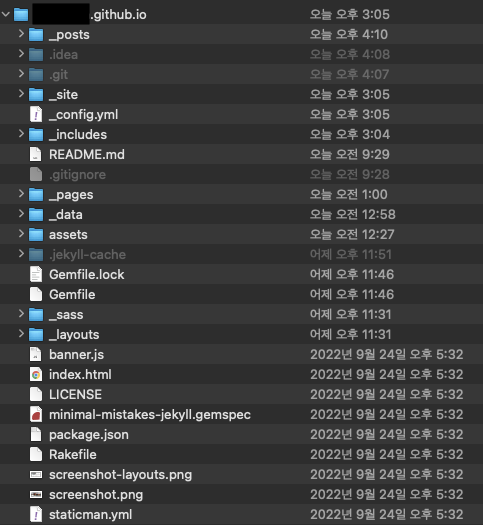 .github.io 오늘 오후 3:05
_posts 오늘 오후 4:10
.idea 오늘 오후 4:08
.git 오늘 오후 4:07
_site 오늘 오후 3:05
_config.yml 오늘 오후 3:05
_includes 오늘 오후 3:04
README.md 오늘 오전 9:29
.gitignore 오늘 오전 9:28
_pages 오늘 오전 1:00
_data 오늘 오전 12:58
assets 오늘 오전 12:27
.jekyll-cache 어제 오후 11:51
Gemfile.lock 어제 오후 11:46
Gemfile 어제 오후 11:46
_sass 어제 오후 11:31
_layouts 어제 오후 11:31
banner.js 2022년 9월 24일 오후 5:32
index.html 2022년 9월 24일 오후 5:32
LICENSE 2022년 9월 24일 오후 5:32
minimal-mistakes-jekyll.gemspec 2022년 9월 24일 오후 5:32
package.json 2022년 9월 24일 오후 5:32
Rakefile 2022년 9월 24일 오후 5:32
screenshot-layouts.png 2022년 9월 24일 오후 5:32
screenshot.png 2022년 9월 24일 오후 5:32
staticman.yml 2022년 9월 24일 오후 5:32